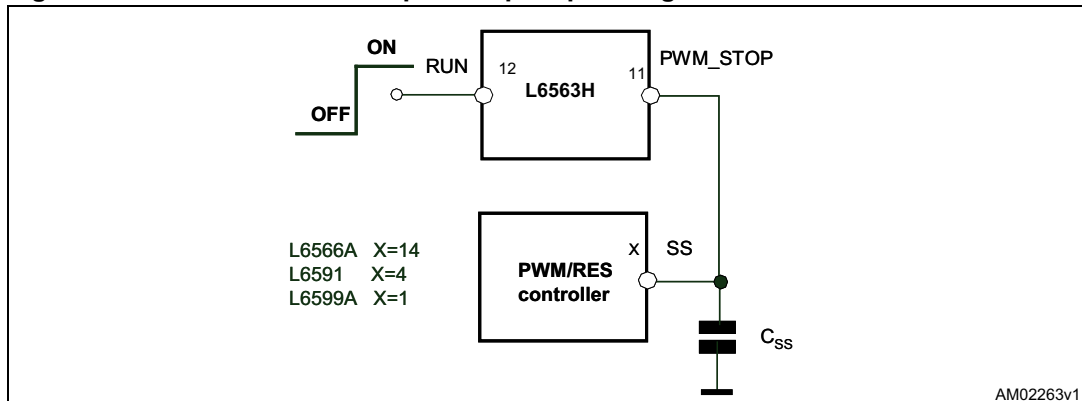 ON
RUN
OFF
12
L6563H
11
PWM_STOP
L6566A X=14
L6591 X=4
L6599A X=1
PWM/RES
controller
X
SS
CSS
AM02263v1